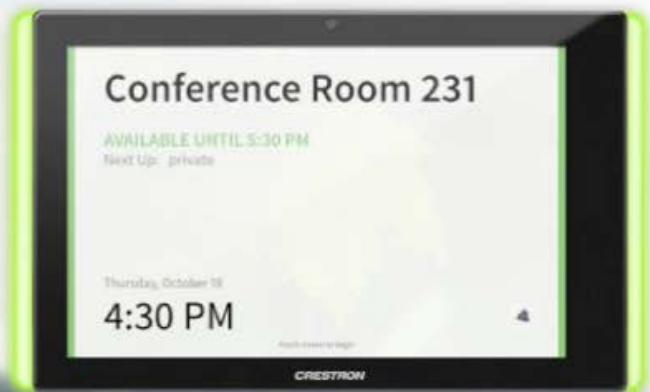 Conference Room 231
AVAILABLE UNTIL 5:30 PM
Next Up: private
Thursday, October 18
4:30 PM
CRESTRON